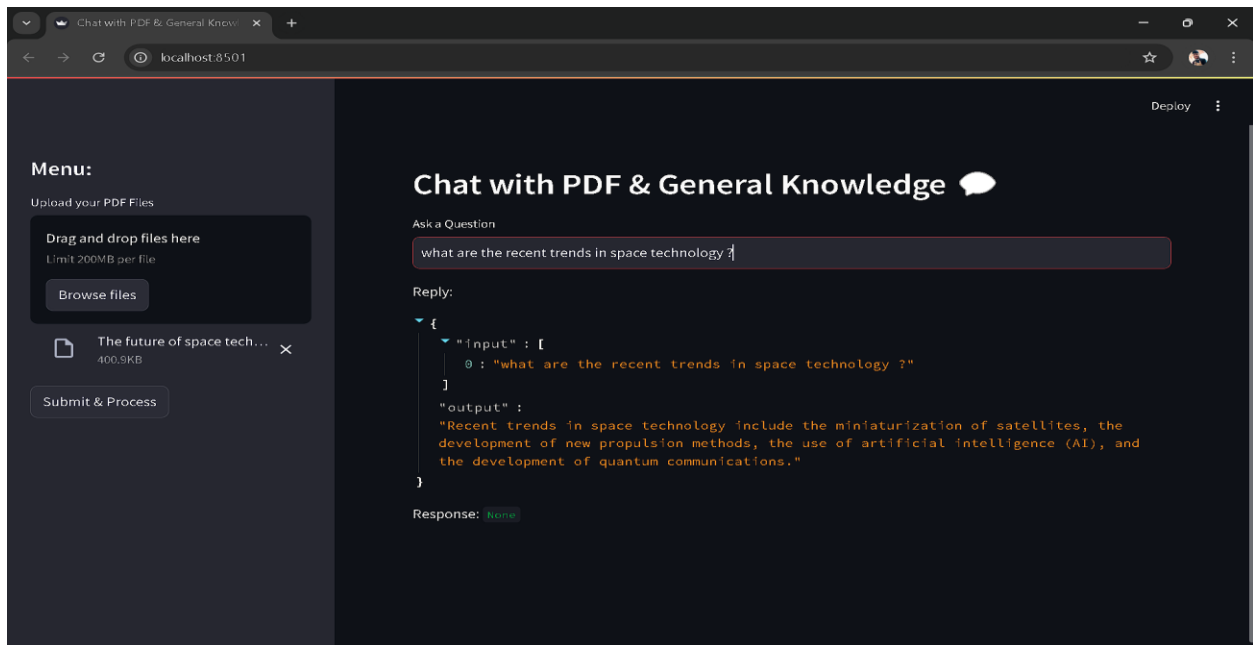 Chat with PDF & General Know
localhost:8501
Deploy
Menu:
Upload your PDF Files
Drag and drop files here
Limit 200MB per file
Browse files
The future of space tech...
400.9KB
Submit & Process
Chat with PDF & General Knowledge
Ask a Question
what are the recent trends in space technology ?
Reply:
{
"input" : [
0 : "what are the recent trends in space technology ?"
]
"output" :
"Recent trends in space technology include the miniaturization of satellites, the
development of new propulsion methods, the use of artificial intelligence (AI), and
the development of quantum communications."
}
Response: None